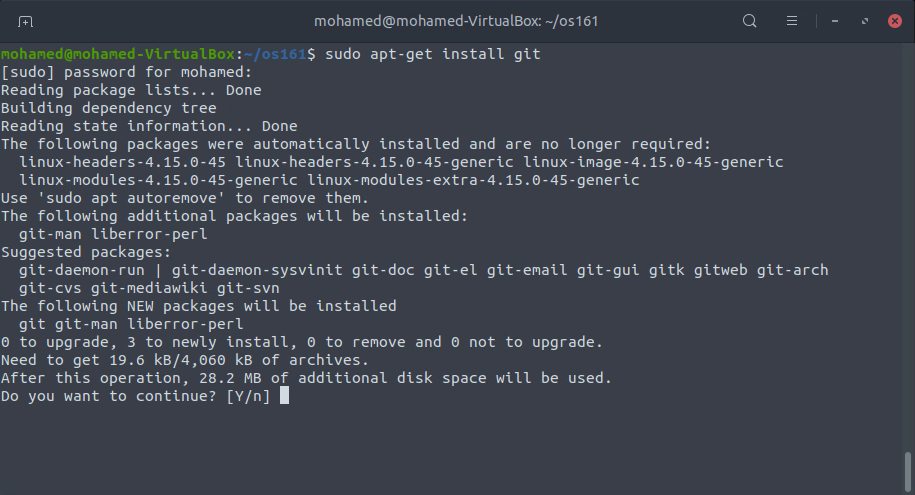 mohamed@mohamed-VirtualBox: ~/os161
mohamed@mohamed-VirtualBox:~/os161$ sudo apt-get install git
[sudo] password for mohamed:
Reading package lists... Done
Building dependency tree
Reading state information... Done
The following packages were automatically installed and are no longer required:
  linux-headers-4.15.0-45 linux-headers-4.15.0-45-generic linux-image-4.15.0-45-generic
  linux-modules-4.15.0-45-generic linux-modules-extra-4.15.0-45-generic
Use 'sudo apt autoremove' to remove them.
The following additional packages will be installed:
  git-man liberror-perl
Suggested packages:
  git-daemon-run | git-daemon-sysvinit git-doc git-el git-email git-gui gitk gitweb git-arch
  git-cvs git-mediawiki git-svn
The following NEW packages will be installed
  git git-man liberror-perl
0 to upgrade, 3 to newly install, 0 to remove and 0 not to upgrade.
Need to get 19.6 kB/4,060 kB of archives.
After this operation, 28.2 MB of additional disk space will be used.
Do you want to continue? [Y/n]